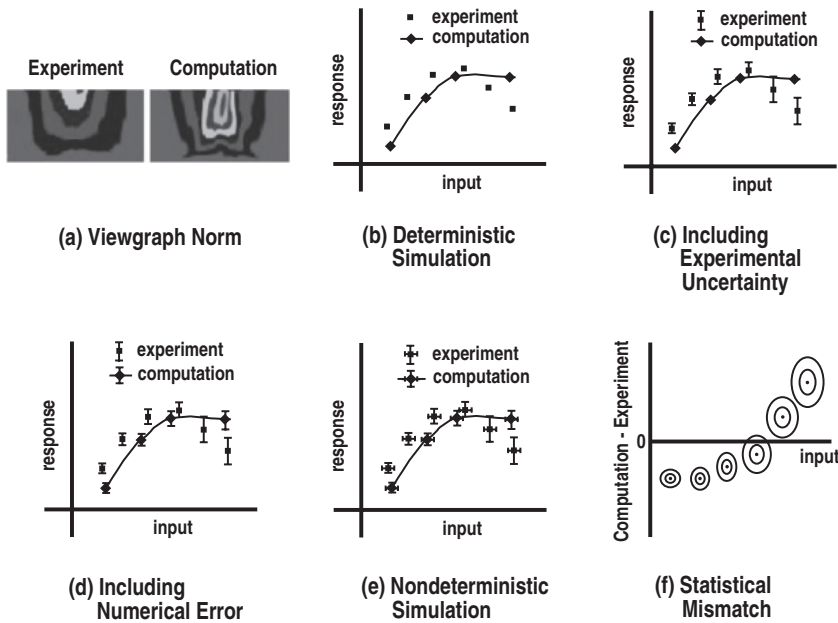 Experiment Computation
response
experiment
computation
input
response
experiment
computation
input
(a) Viewgraph Norm
(b) Deterministic
Simulation
(c) Including
Experimental
Uncertainty
response
experiment
computation
input
response
experiment
computation
input
Computation - Experiment
0
input
(d) Including
Numerical Error
(e) Nondeterministic
Simulation
(f) Statistical
Mismatch